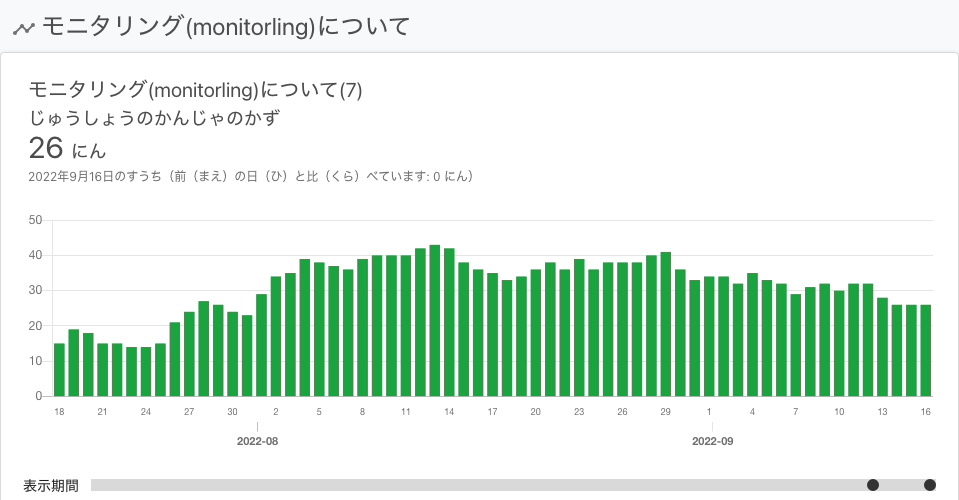 モニタリング(monitorling)について
モニタリング(monitorling)について(7)
じゅうしょうのかんじゃのかず
26 にん
2022年9月16日のすうち（前（まえ）の日（ひ）と比（くら）べています: 0 にん）
50
40
30
20
10
0
18 21 24 27 30 2 5 8 11 14 17 20 23 26 29 1 4 7 10 13 16
2022-08 2022-09
表示期間